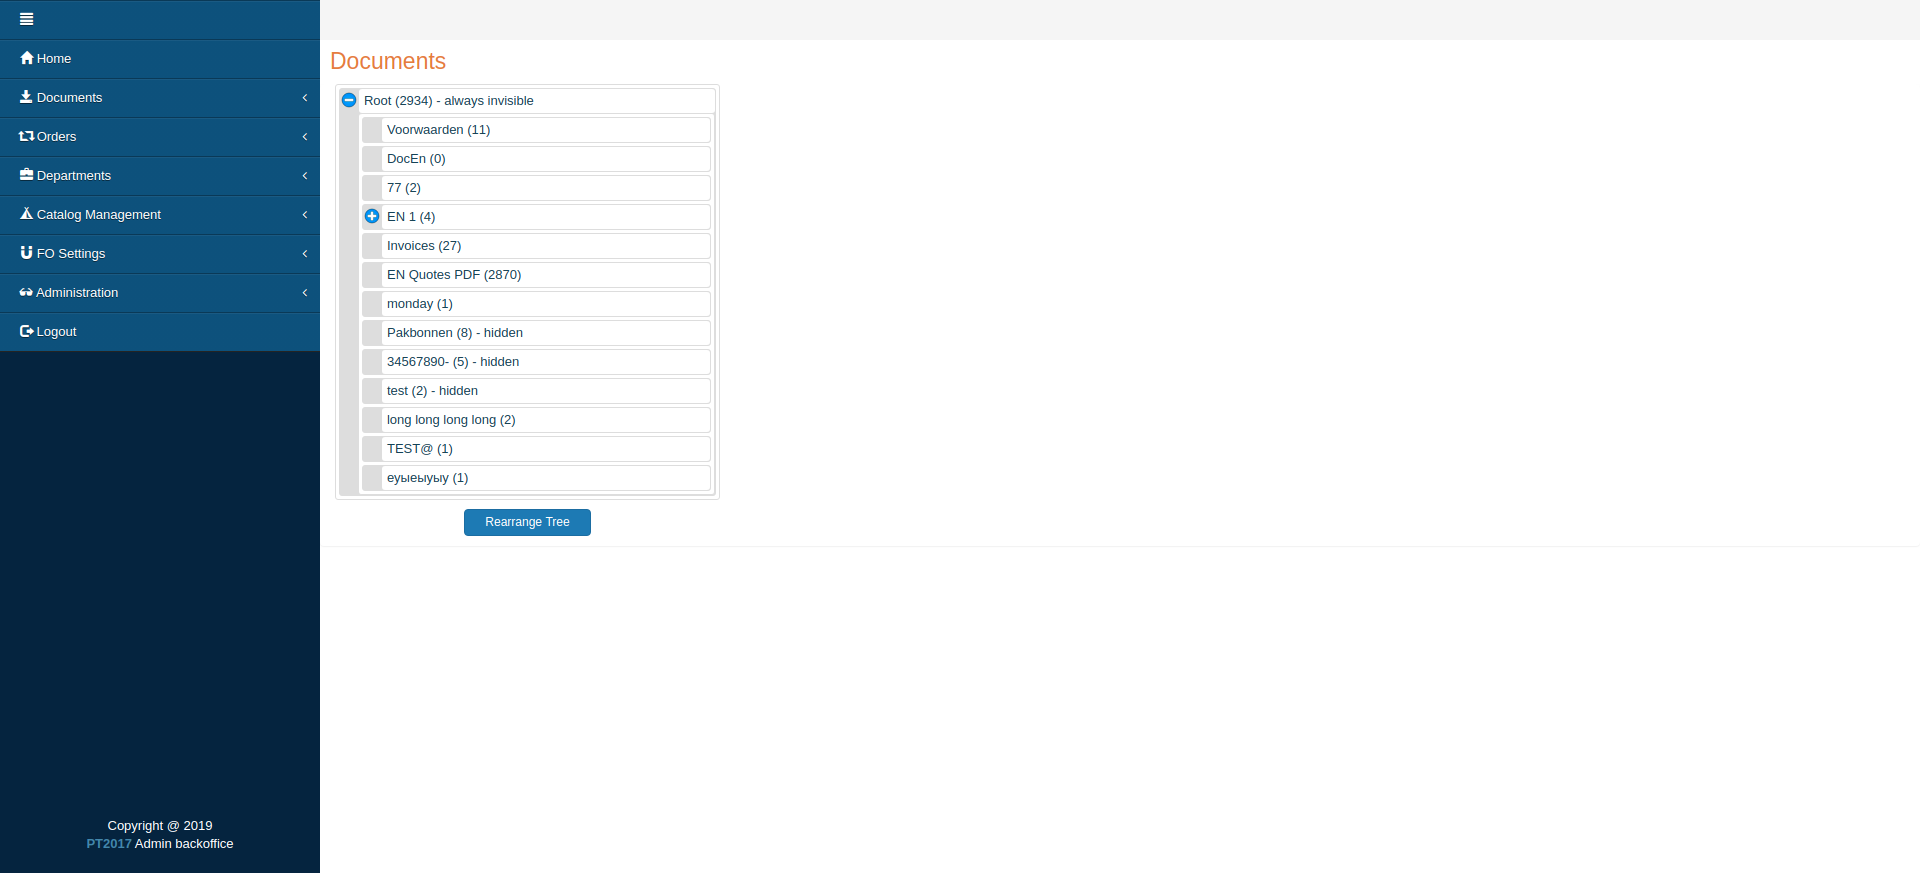 Home
Documents
Orders
Departments
Catalog Management
FO Settings
Administration
Logout
Copyright @ 2019
PT2017 Admin backoffice
Documents
Root (2934) - always invisible
Voorwaarden (11)
DocEn (0)
77 (2)
EN 1 (4)
Invoices (27)
EN Quotes PDF (2870)
monday (1)
Pakbonnen (8) - hidden
34567890- (5) - hidden
test (2) - hidden
long long long long (2)
TEST@ (1)
еуыеыуыу (1)
Rearrange Tree